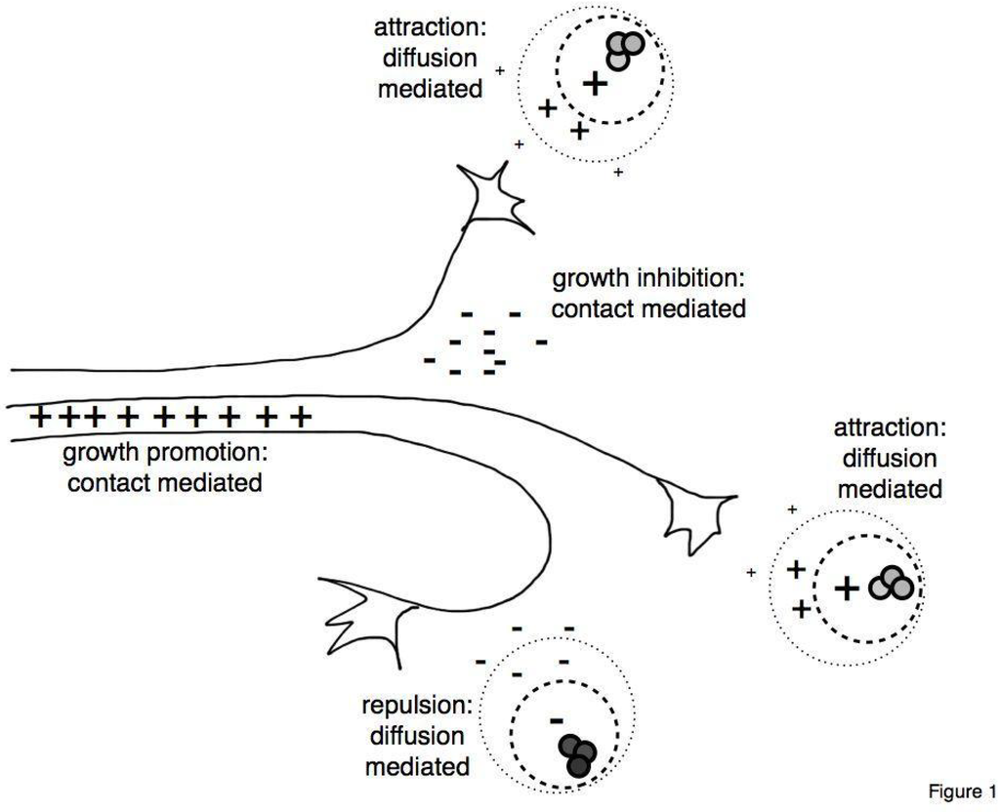 attraction:
diffusion
mediated
growth inhibition:
contact mediated
growth promotion:
contact mediated
attraction:
diffusion
mediated
repulsion:
diffusion
mediated
Figure 1